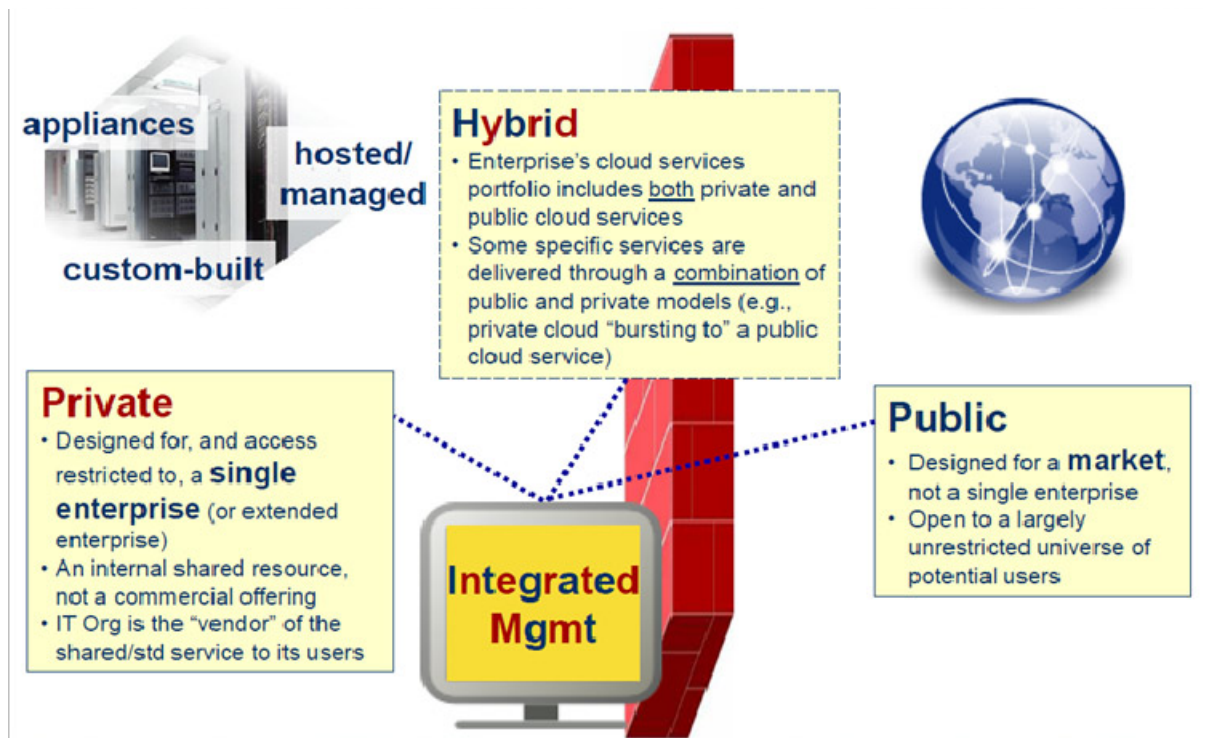 appliances
hosted/
managed
custom-built
Hybrid
• Enterprise’s cloud services
portfolio includes both private and
public cloud services
• Some specific services are
delivered through a combination of
public and private models (e.g.,
private cloud “bursting to” a public
cloud service)
Private
• Designed for, and access
restricted to, a single
enterprise (or extended
enterprise)
• An internal shared resource,
not a commercial offering
• IT Org is the “vendor” of the
shared/std service to its users
Integrated
Mgmt
Public
• Designed for a market,
not a single enterprise
• Open to a largely
unrestricted universe of
potential users